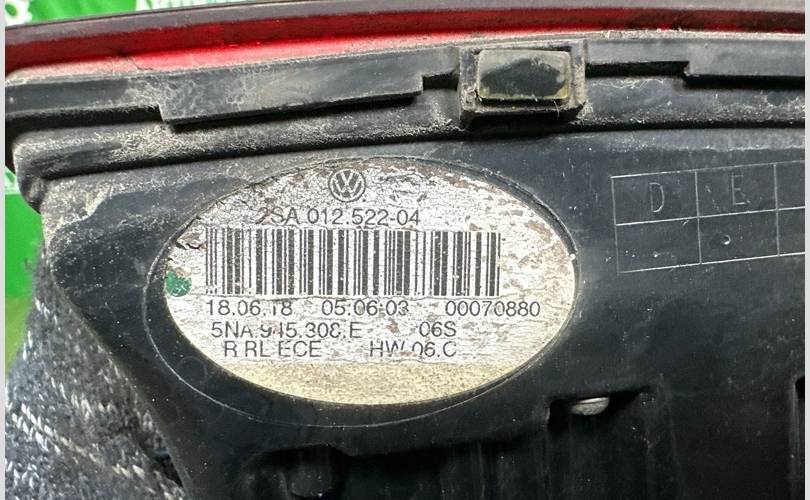 2SA 012.522-04
18.06.18 05.06-03 00070880
5NA.945.308.E 06S
R RL ECE HW 06.C
D E